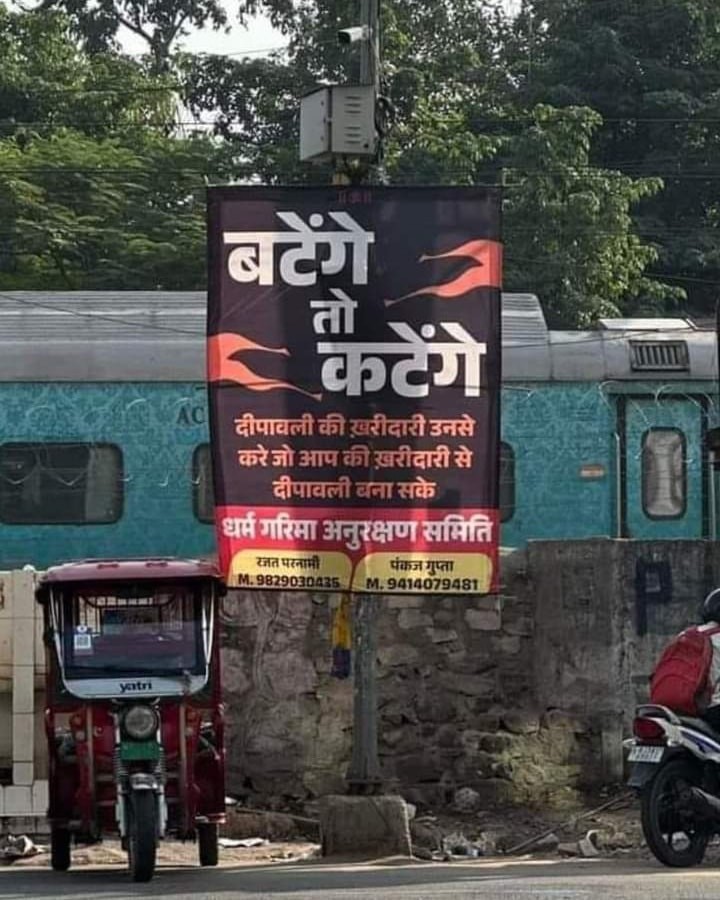 ॥ॐ॥
बटेंगे
तो
कटेंगे
दीपावली की ख़रीदारी उनसे
करे जो आप की ख़रीदारी से
दीपावली बना सके
धर्म गरिमा अनुरक्षण समिति
रजत परनामी
M. 9829030435
पंकज गुप्ता
M. 9414079481
AC
yatri
P